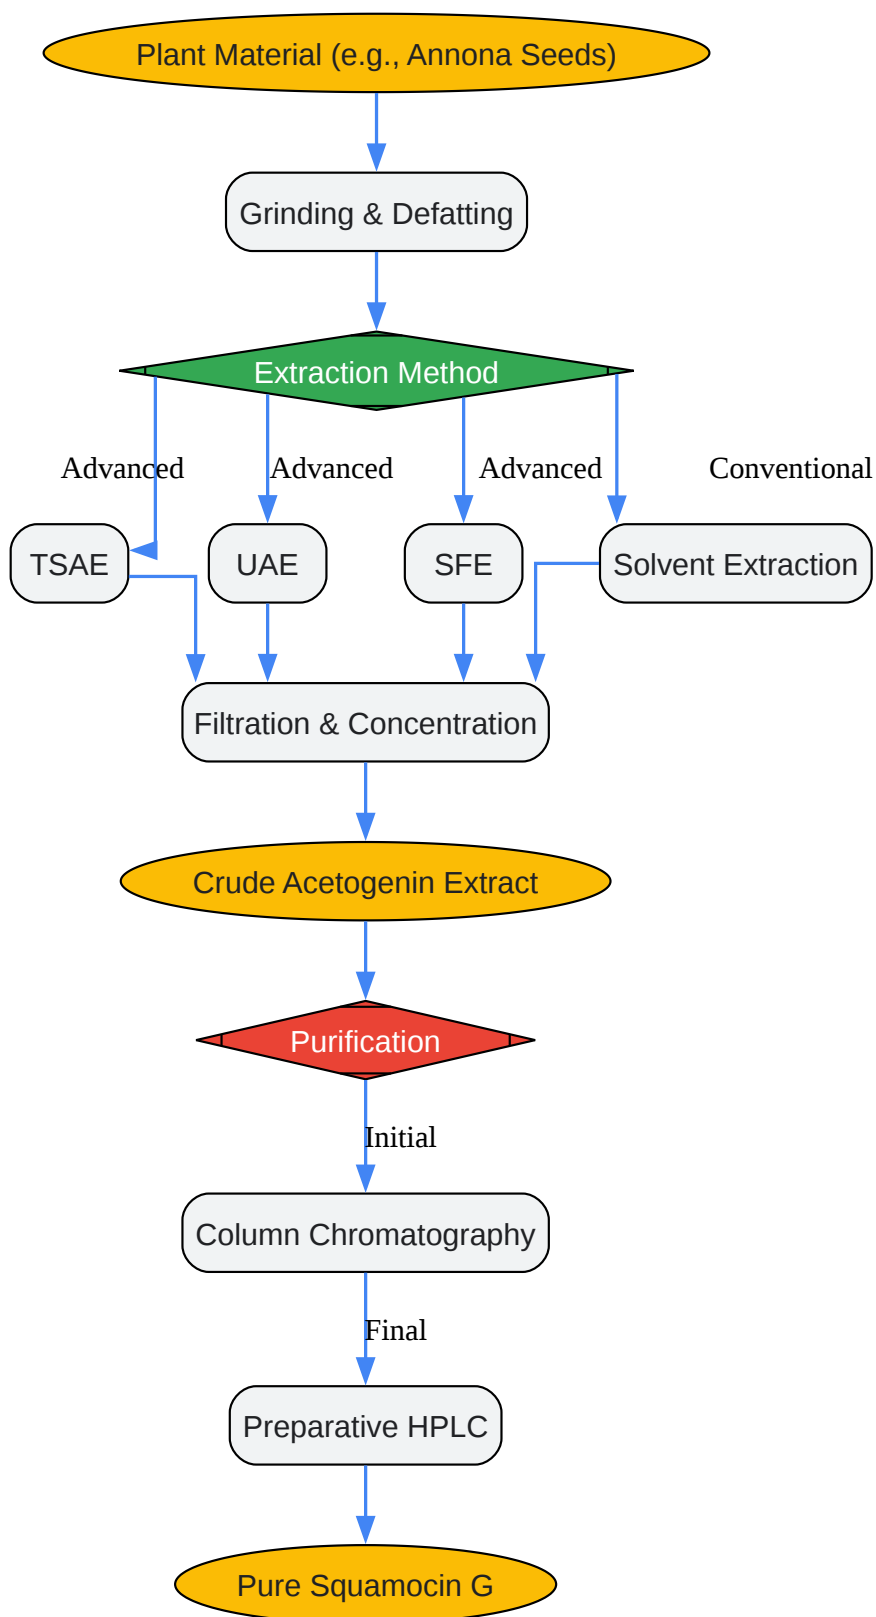 Plant Material (e.g., Annona Seeds)
Grinding & Defatting
Extraction Method
Advanced
Advanced
Advanced
Conventional
TSAE
UAE
SFE
Solvent Extraction
Filtration & Concentration
Crude Acetogenin Extract
Purification
Initial
Column Chromatography
Final
Preparative HPLC
Pure Squamocin G